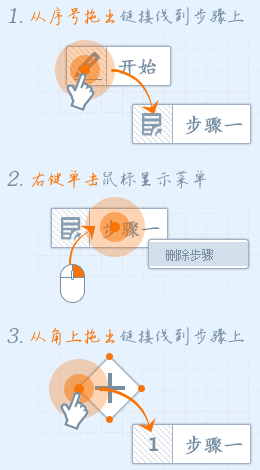 1. 从序号拖出链接线到步骤上
开始
步骤一
2. 右键单击鼠标显示菜单
步骤一
删除步骤
3. 从角上拖出链接线到步骤上
1 步骤一